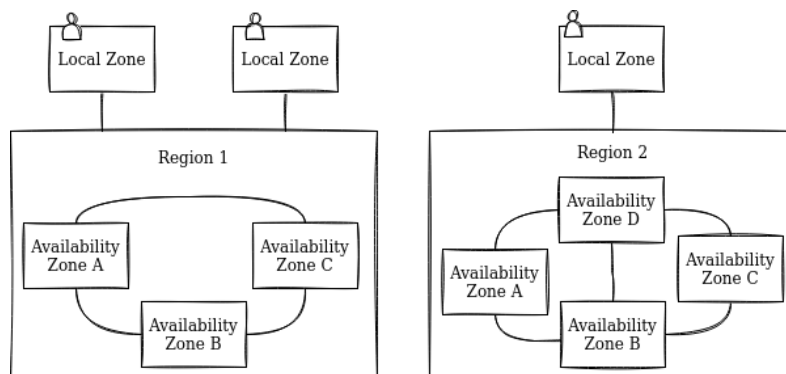 Local Zone
Local Zone
Local Zone
Region 1
Region 2
Availability
Zone A
Availability
Zone C
Availability
Zone B
Availability
Zone D
Availability
Zone A
Availability
Zone C
Availability
Zone B